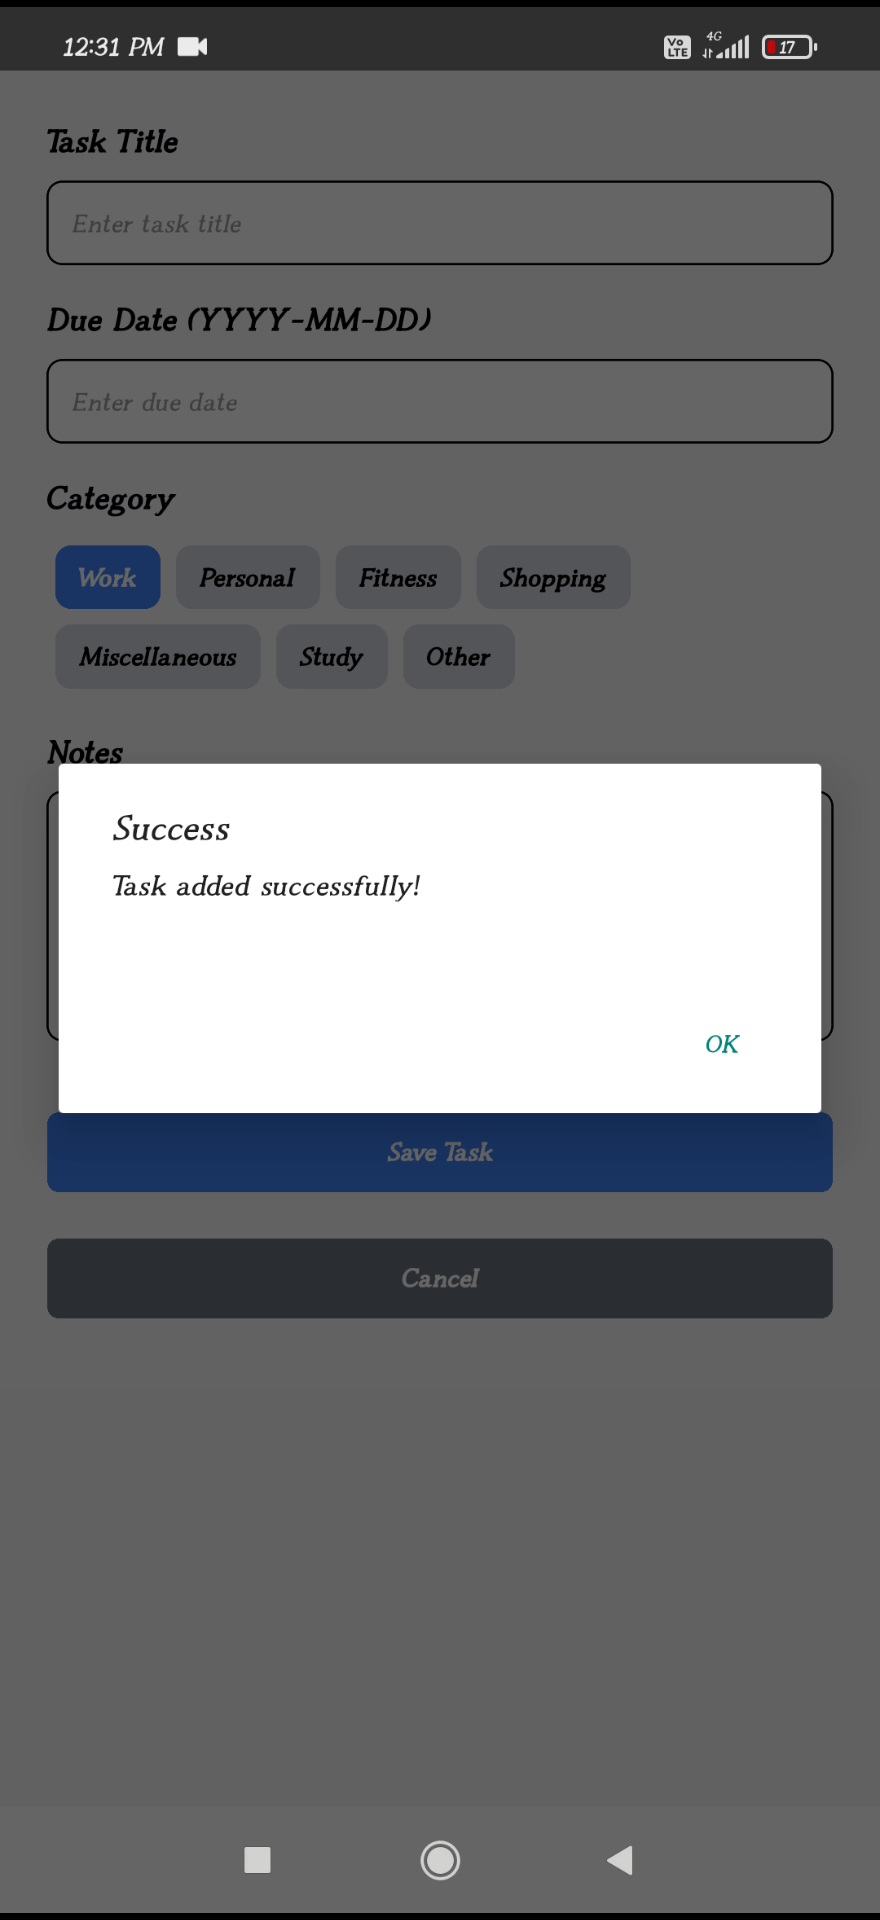 12:31 PM Vo LTE 4G 17
Task Title
Enter task title
Due Date (YYYY-MM-DD)
Enter due date
Category
Work Personal Fitness Shopping
Miscellaneous Study Other
Notes
Success
Task added successfully!
OK
Save Task
Cancel